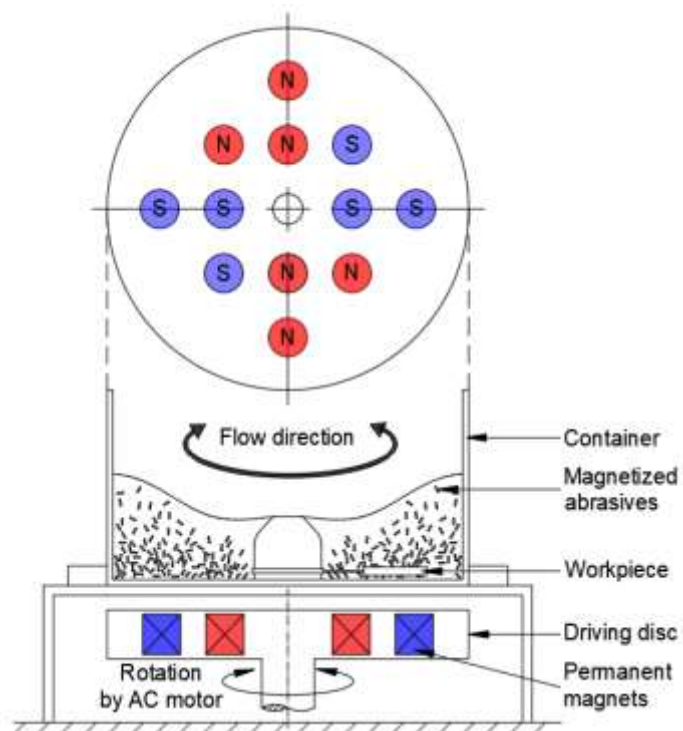 N
N N S
S S S S
S N N
N
Flow direction
Container
Magnetized
abrasives
Workpiece
Driving disc
Rotation
by AC motor
Permanent
magnets